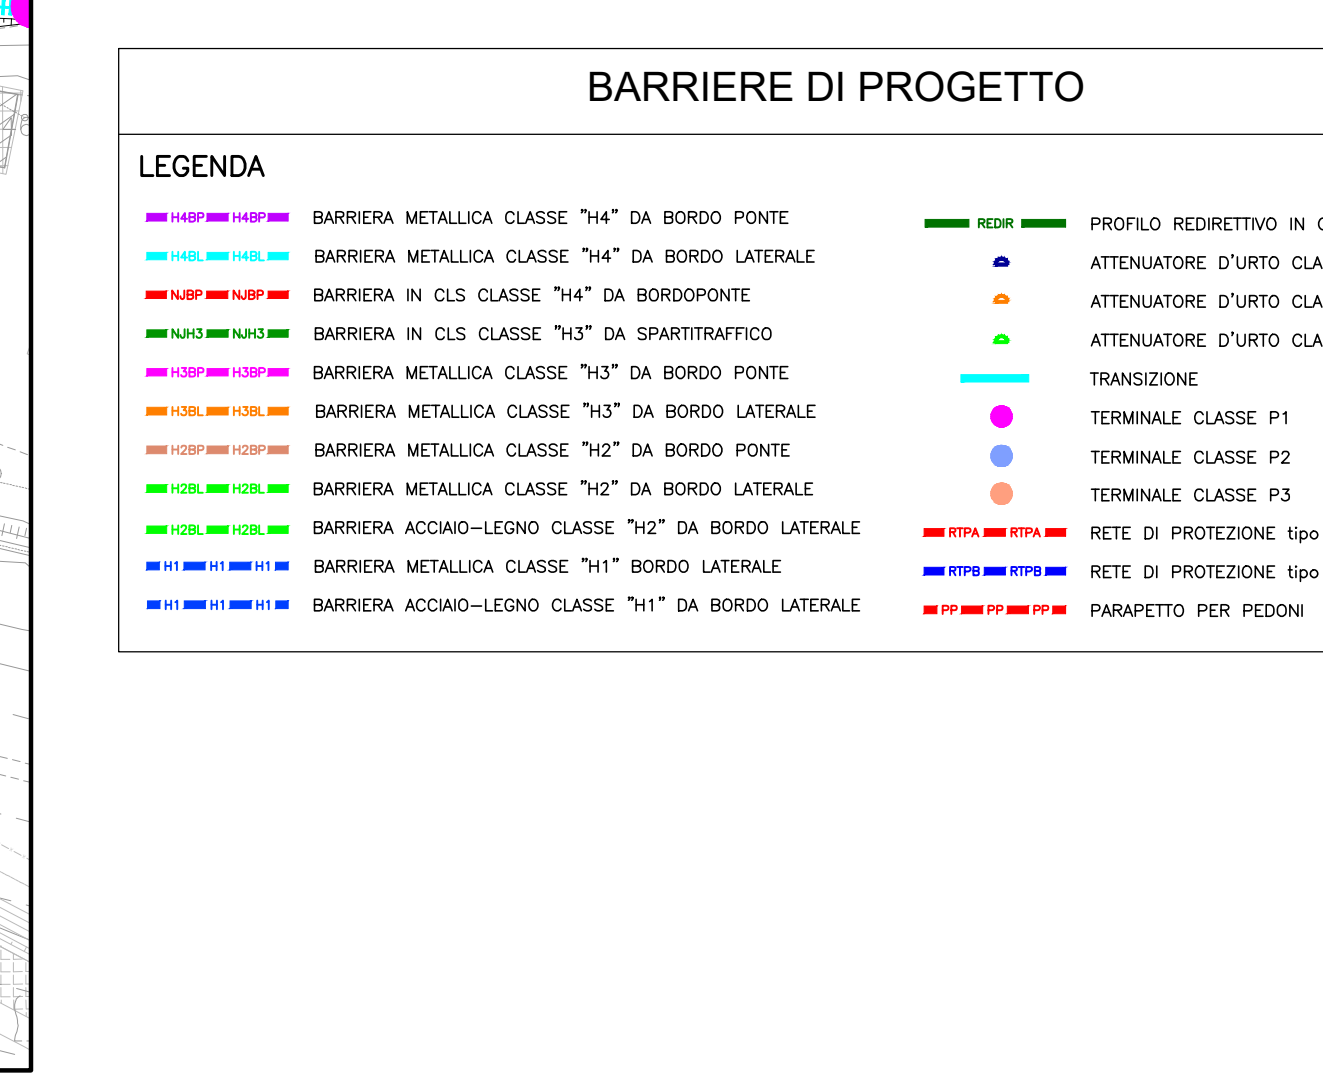 BARRIERE DI PROGETTO
LEGENDA
H4BP H4BP BARRIERA METALLICA CLASSE "H4" DA BORDO PONTE
H4BL H4BL BARRIERA METALLICA CLASSE "H4" DA BORDO LATERALE
NJBP NJBP BARRIERA IN CLS CLASSE "H4" DA BORDOPONTE
NJH3 NJH3 BARRIERA IN CLS CLASSE "H3" DA SPARTITRAFFICO
H3BP H3BP BARRIERA METALLICA CLASSE "H3" DA BORDO PONTE
H3BL H3BL BARRIERA METALLICA CLASSE "H3" DA BORDO LATERALE
H2BP H2BP BARRIERA METALLICA CLASSE "H2" DA BORDO PONTE
H2BL H2BL BARRIERA METALLICA CLASSE "H2" DA BORDO LATERALE
H2BL H2BL BARRIERA ACCIAIO-LEGNO CLASSE "H2" DA BORDO LATERALE
H1 H1 H1 BARRIERA METALLICA CLASSE "H1" BORDO LATERALE
H1 H1 H1 BARRIERA ACCIAIO-LEGNO CLASSE "H1" DA BORDO LATERALE
REDIR PROFILO REDIRETTIVO IN
ATTENUATORE D'URTO CLA
ATTENUATORE D'URTO CLA
ATTENUATORE D'URTO CLA
TRANSIZIONE
TERMINALE CLASSE P1
TERMINALE CLASSE P2
TERMINALE CLASSE P3
RTPA RTPA RETE DI PROTEZIONE tipo
RTPB RTPB RETE DI PROTEZIONE tipo
PP PP PP PARAPETTO PER PEDONI